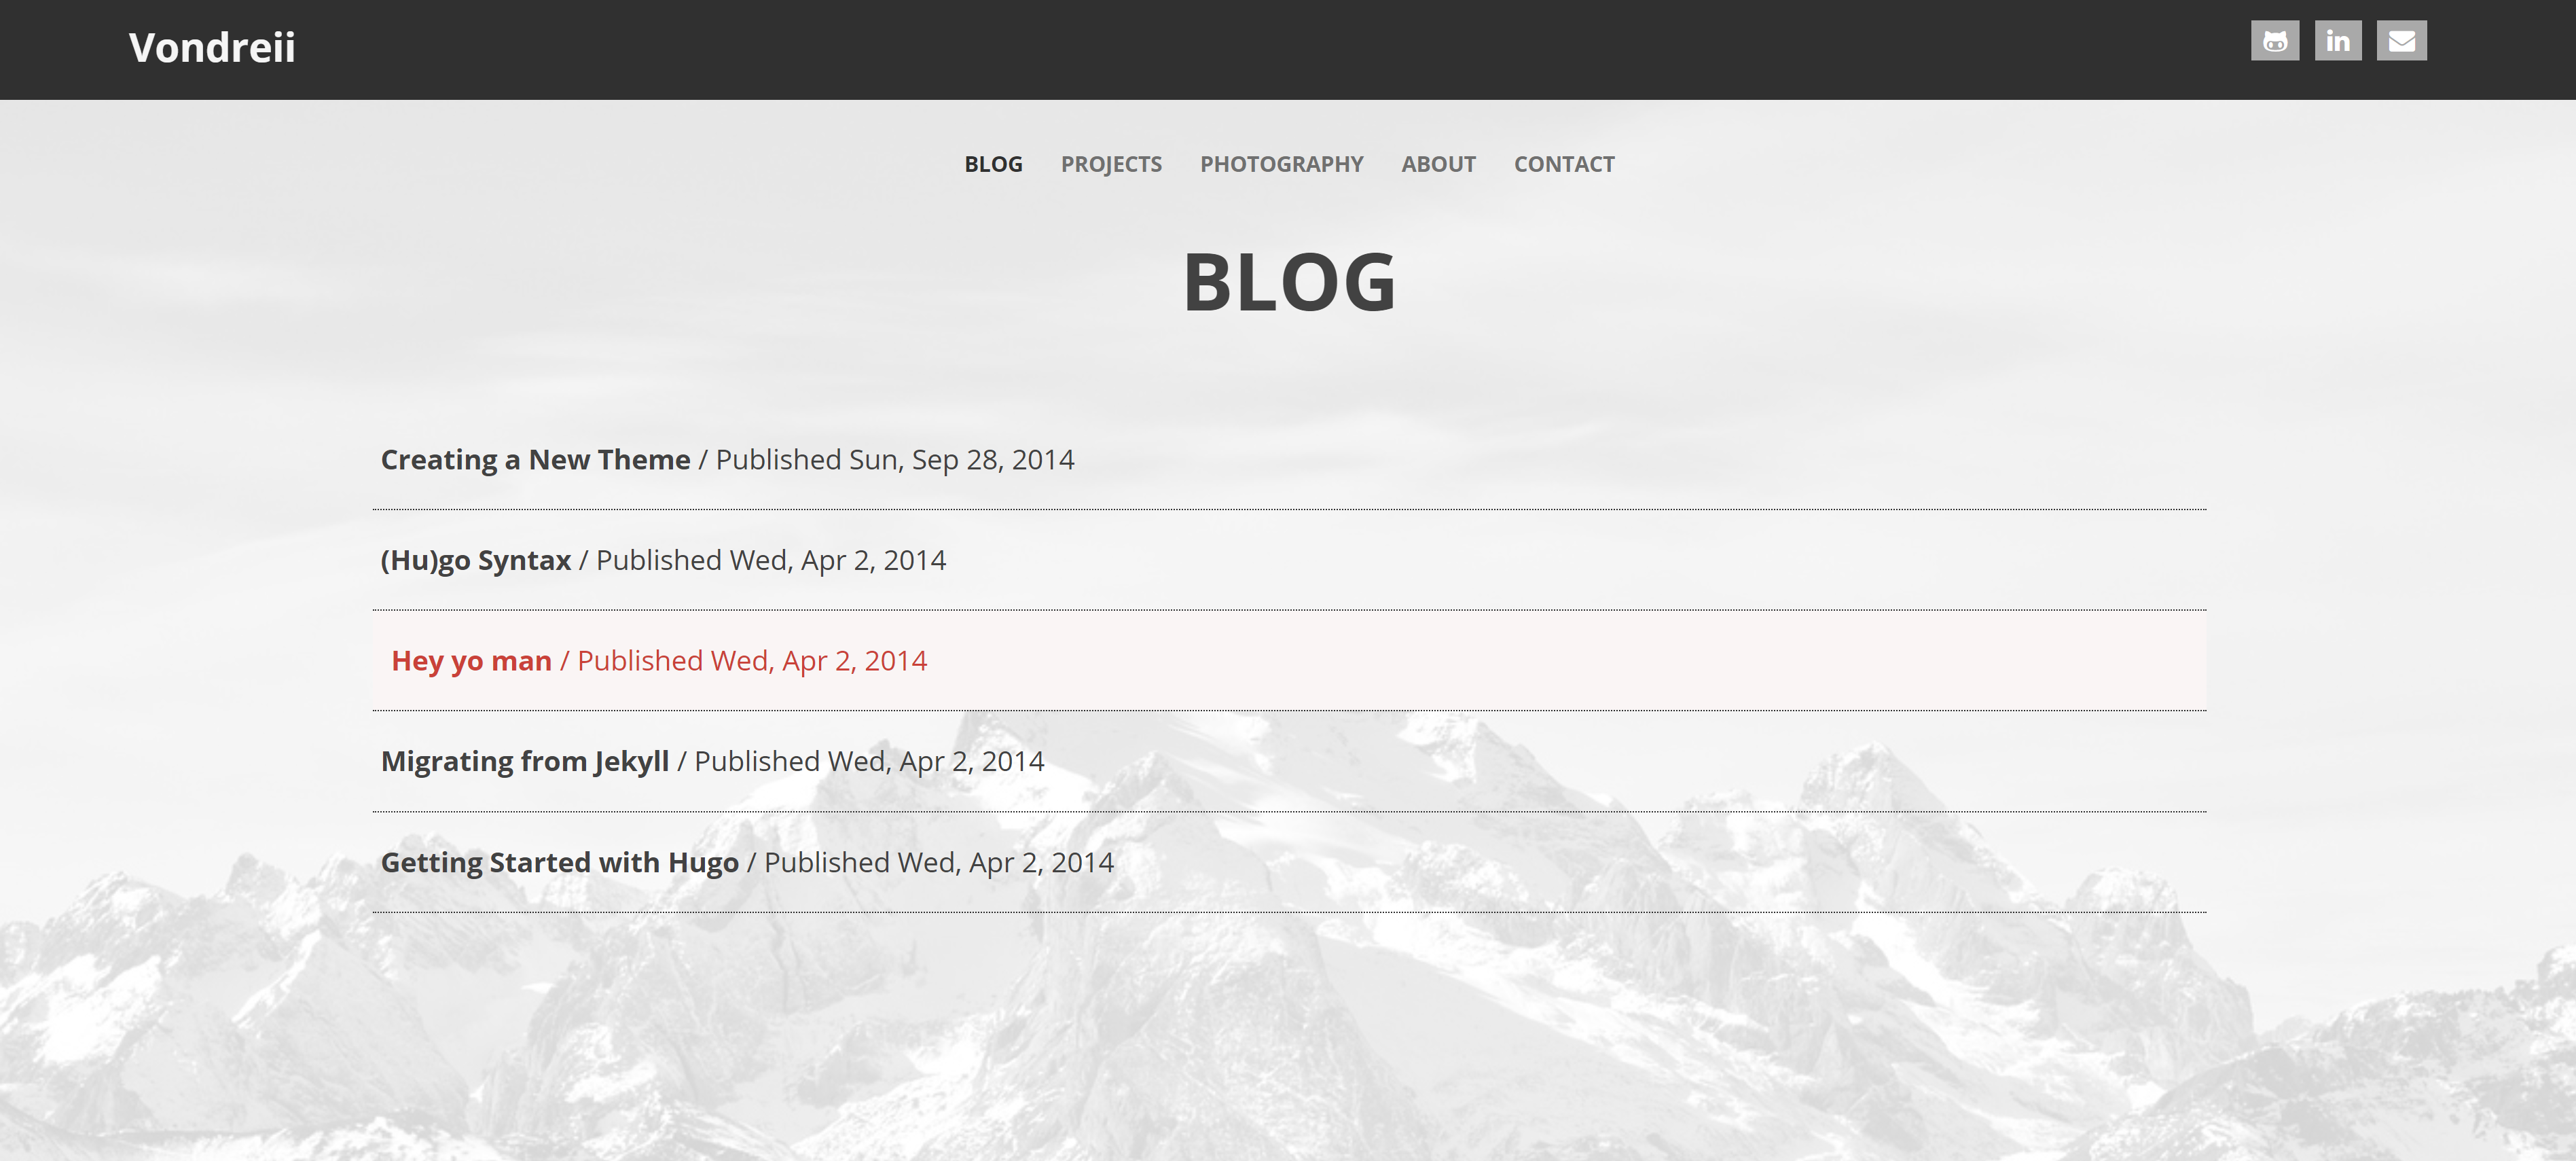 Vondreii
BLOG PROJECTS PHOTOGRAPHY ABOUT CONTACT
BLOG
Creating a New Theme / Published Sun, Sep 28, 2014
(Hu)go Syntax / Published Wed, Apr 2, 2014
Hey yo man / Published Wed, Apr 2, 2014
Migrating from Jekyll / Published Wed, Apr 2, 2014
Getting Started with Hugo / Published Wed, Apr 2, 2014